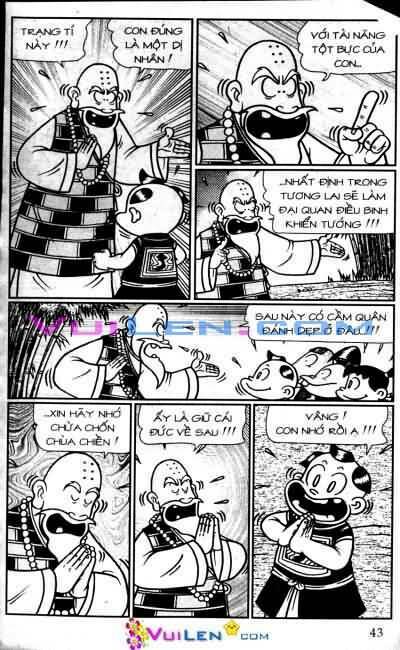 TRẠNG TÍ
NÀY !!!
CON ĐÚNG
LÀ MỘT DỊ
NHÂN !
VỚI TÀI NĂNG
TỘT BỰC CỦA
CON..
..NHẤT ĐỊNH TRONG
TƯƠNG LAI SẼ LÀM
ĐẠI QUAN ĐIỀU BINH
KHIỂN TƯỚNG !!!
SAU NÀY CÓ CẦM QUÂN
ĐÁNH DẸP Ở ĐÂU !!!
VUILEN.COM
..XIN HÃY NHỚ
CHỪA CHỐN
CHÙA CHIỀN !
ẤY LÀ GIỮ CÁI
ĐỨC VỀ SAU !!!
VÂNG !
CON NHỚ RỒI Ạ !!!
43
VUILEN.COM